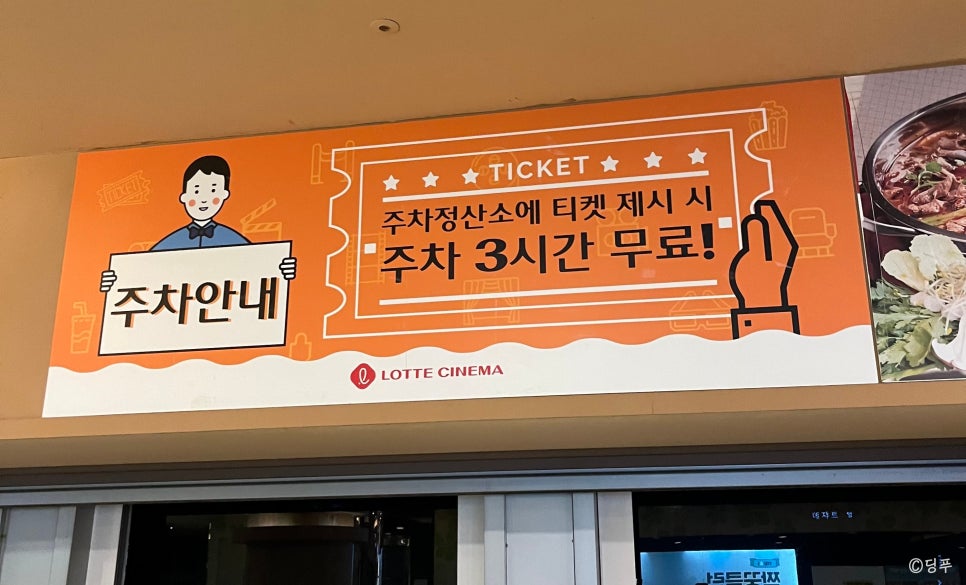 TICKET
주차정산소에 티켓 제시 시
주차 3시간 무료!
주차안내
LOTTE CINEMA
©딩푸